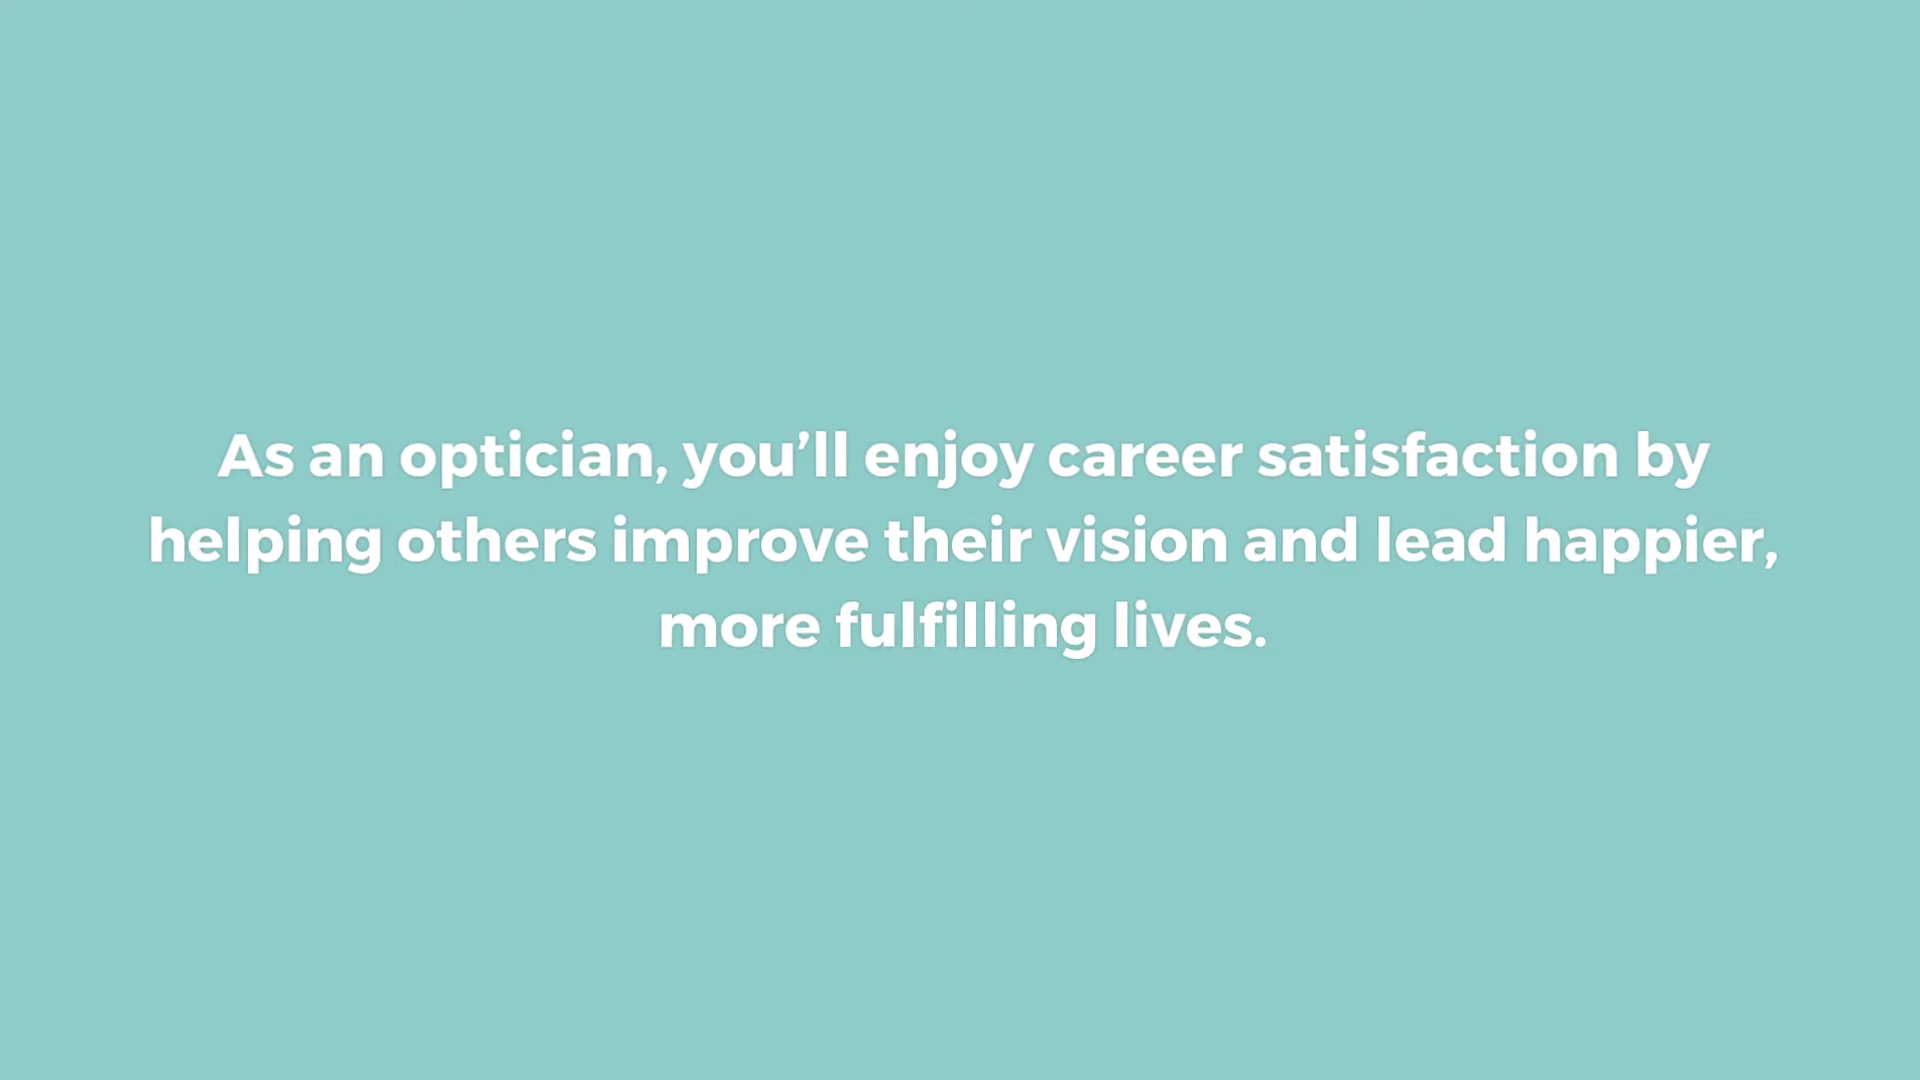 As an optician, you’ll enjoy career satisfaction by
helping others improve their vision and lead happier,
more fulfilling lives.